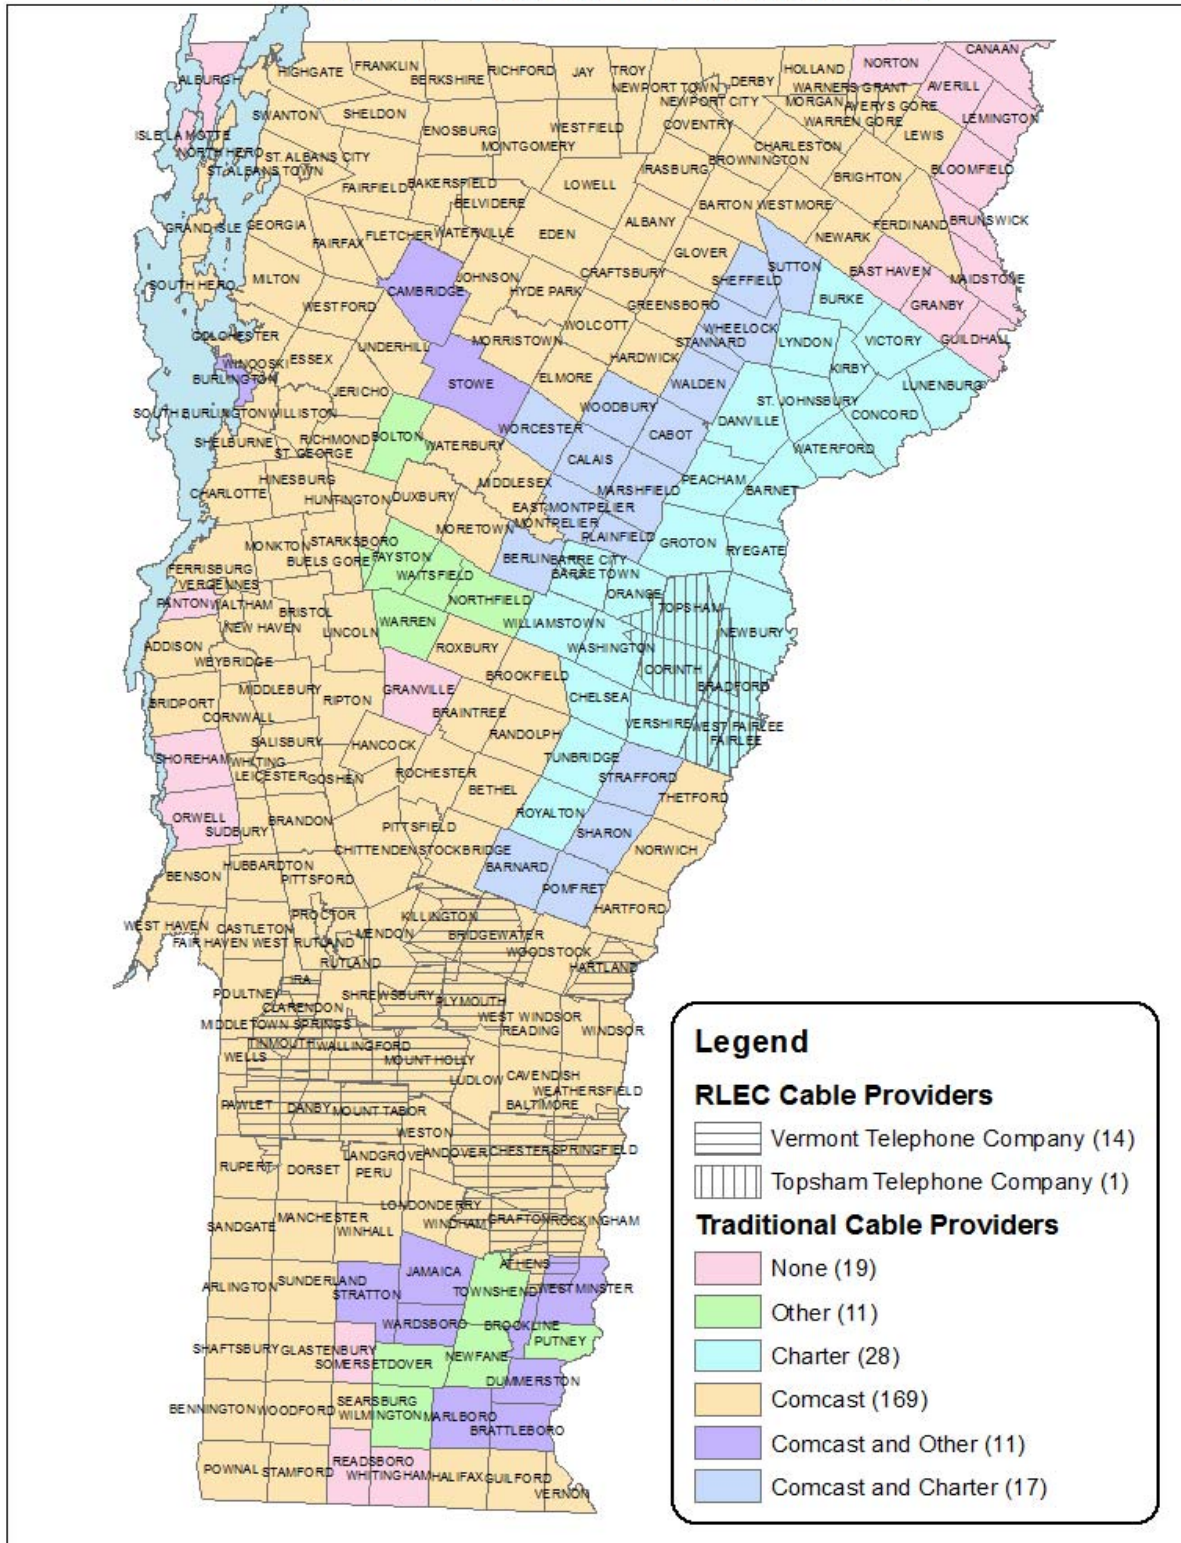 CANAAN
FRANKLIN
NORTON
HIGHGATE
BERKSHIRE
RICHFORD
JAY
TROY
HOLLAND
ALBURGH
NEWPORT TOWN
DERBY
WARNERS GRANT
AVERILL
NEWPORT CITY
MORGAN
AVERYS GORE
SWANTON
SHELDON
LEMINGTON
ISLE LA MOTTE
ENOSBURG
WESTFIELD
COVENTRY
WARREN GORE
LEWIS
NORTH HERO
ST. ALBANS CITY
MONTGOMERY
CHARLESTON
ST. ALBANS TOWN
IRASBURG
BROWNINGTON
BLOOMFIELD
FAIRFIELD
BAKERSFIELD
LOWELL
BRIGHTON
BELVIDERE
BARTON
WESTMORE
GRAND ISLE
GEORGIA
FLETCHER
WATERVILLE
EDEN
ALBANY
FERDINAND
BRUNSWICK
FAIRFAX
GLOVER
NEWARK
SOUTH HERO
MILTON
CAMBRIDGE
JOHNSON
CRAFTSBURY
SHEFFIELD
SUTTON
EAST HAVEN
MAIDSTONE
HYDE PARK
WESTFORD
GREENSBORO
BURKE
GRANBY
COLCHESTER
WOLCOTT
WHEELOCK
UNDERHILL
MORRISTOWN
STANNARD
LYNDON
VICTORY
GUILDHALL
WINOOSKI
ESSEX
HARDWICK
KIRBY
BURLINGTON
STOWE
ELMORE
WALDEN
LUNENBURG
JERICHO
WOODBURY
ST. JOHNSBURY
SOUTH BURLINGTON
WILLISTON
CONCORD
SHELBURNE
RICHMOND
BOLTON
WATERBURY
WORCESTER
CABOT
DANVILLE
ST GEORGE
CALAIS
WATERFORD
HINESBURG
MIDDLESEX
PEACHAM
CHARLOTTE
HUNTINGTON
DUXBURY
MARSHFIELD
BARNET
EAST MONTPELIER
MORETOWN
MONTPELIER
STARKSBORO
PLAINFIELD
MONKTON
GROTON
RYEGATE
BUELS GORE
FAYSTON
BERLIN
BARRE CITY
FERRISBURG
WAITSFIELD
BARRE TOWN
VERGENNES
PANTON
WALTHAM
BRISTOL
NORTHFIELD
ORANGE
TOPSHAM
NEW HAVEN
LINCOLN
WARREN
WILLIAMSTOWN
NEWBURY
ADDISON
ROXBURY
WASHINGTON
WEYBRIDGE
BROOKFIELD
CORINTH
MIDDLEBURY
RIPTON
GRANVILLE
CHELSEA
BRADFORD
BRIDPORT
CORNWALL
BRAINTREE
RANDOLPH
VERSHIRE
WEST FAIRLEE
SALISBURY
HANCOCK
FAIRLEE
SHOREHAM
WHITING
TUNBRIDGE
LEICESTER
GOSHEN
ROCHESTER
BETHEL
STRAFFORD
THETFORD
ORWELL
SUDBURY
BRANDON
PITTSFIELD
ROYALTON
SHARON
CHITTENDEN
STOCKBRIDGE
NORWICH
BENSON
HUBBARDTON
PITTSFORD
BARNARD
POMFRET
HARTFORD
WEST HAVEN
CASTLETON
PROCTOR
KILLINGTON
MENDON
BRIDGEWATER
FAIR HAVEN
WEST RUTLAND
WOODSTOCK
RUTLAND
HARTLAND
IRA
POULTNEY
CLARENDON
SHREWSBURY
PLYMOUTH
MIDDLETOWN SPRINGS
WEST WINDSOR
READING
WINDSOR
TINMOUTH
WALLINGFORD
WELLS
MOUNT HOLLY
LUDLOW
CAVENDISH
WEATHERSFIELD
PAWLET
DANBY
MOUNT TABOR
BALTIMORE
WESTON
RUPERT
DORSET
LANDGROVE
ANDOVER
CHESTER
SPRINGFIELD
PERU
LONDONDERRY
SANDGATE
MANCHESTER
WINHALL
WINDHAM
GRAFTON
ROCKINGHAM
ATHENS
ARLINGTON
SUNDERLAND
STRATTON
JAMAICA
TOWNSHEND
WESTMINSTER
WARDSBORO
BROOKLINE
SHAFTSBURY
GLASTENBURY
SOMERSET
DOVER
NEWFANE
PUTNEY
DUMMERSTON
BENNINGTON
WOODFORD
SEARSBURG
WILMINGTON
MARLBORO
BRATTLEBORO
POWNAL
STAMFORD
READSBORO
WHITINGHAM
HALIFAX
GUILFORD
VERNON
Legend
RLEC Cable Providers
Vermont Telephone Company (14)
Topsham Telephone Company (1)
Traditional Cable Providers
None (19)
Other (11)
Charter (28)
Comcast (169)
Comcast and Other (11)
Comcast and Charter (17)